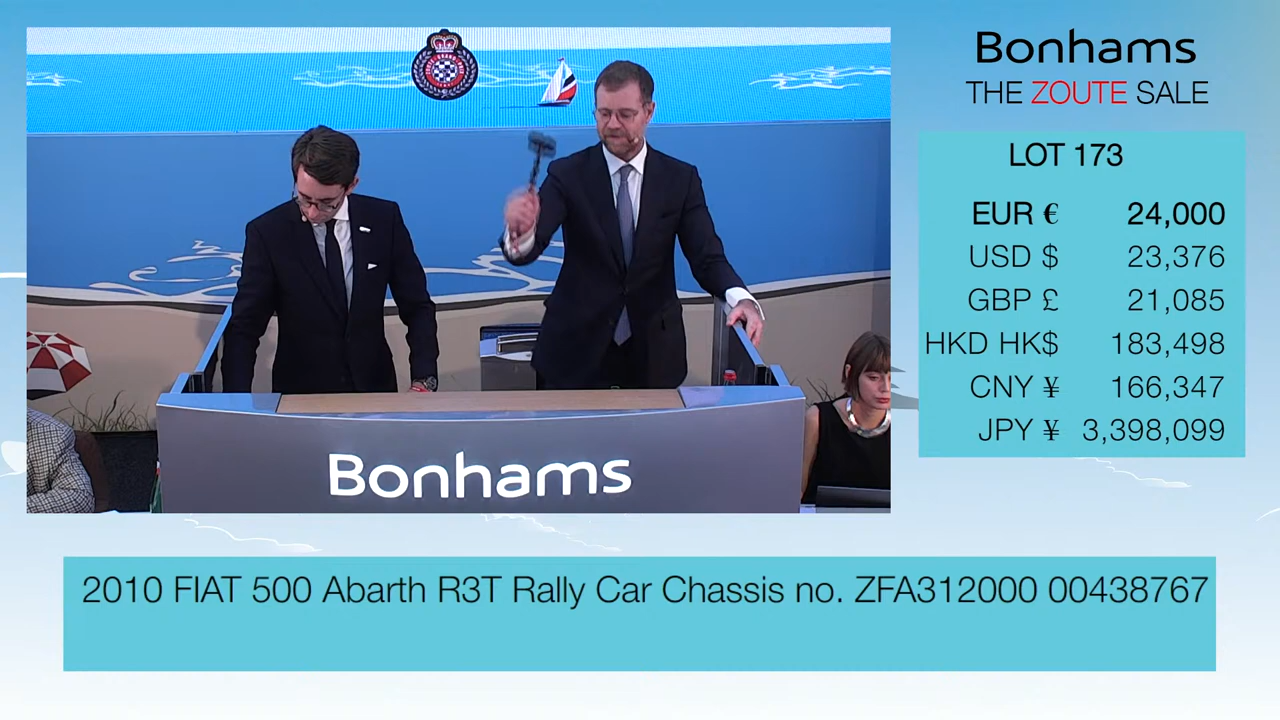 Bonhams
THE ZOUTE SALE
LOT 173
EUR € 24,000
USD $ 23,376
GBP £ 21,085
HKD HK$ 183,498
CNY ¥ 166,347
JPY ¥ 3,398,099
Bonhams
2010 FIAT 500 Abarth R3T Rally Car Chassis no. ZFA312000 00438767